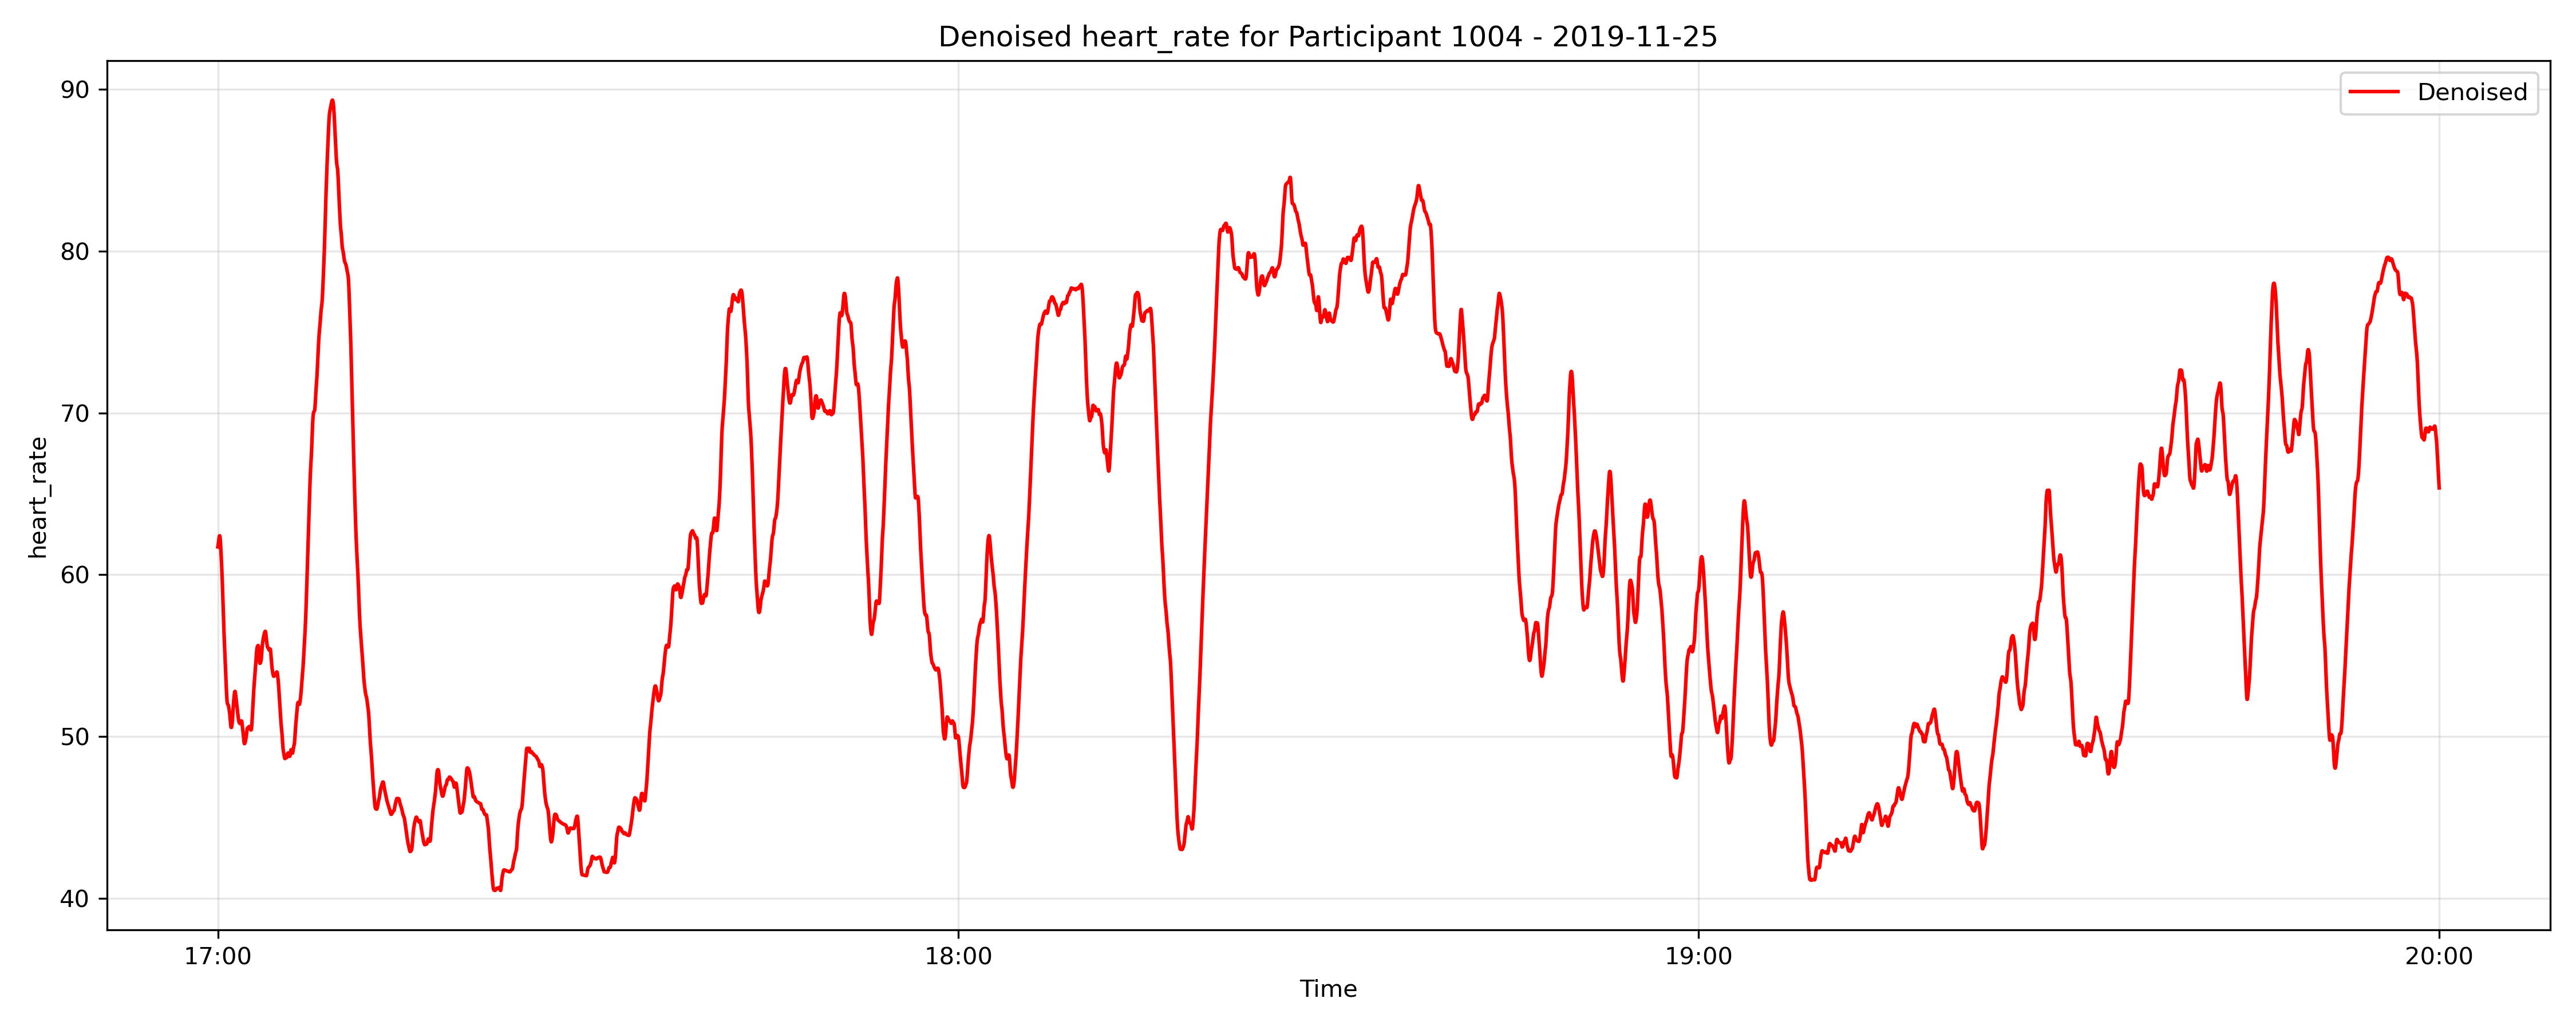 Denoised heart_rate for Participant 1004 - 2019-11-25
Denoised
heart_rate
90
80
70
60
50
40
17:00
18:00
19:00
20:00
Time